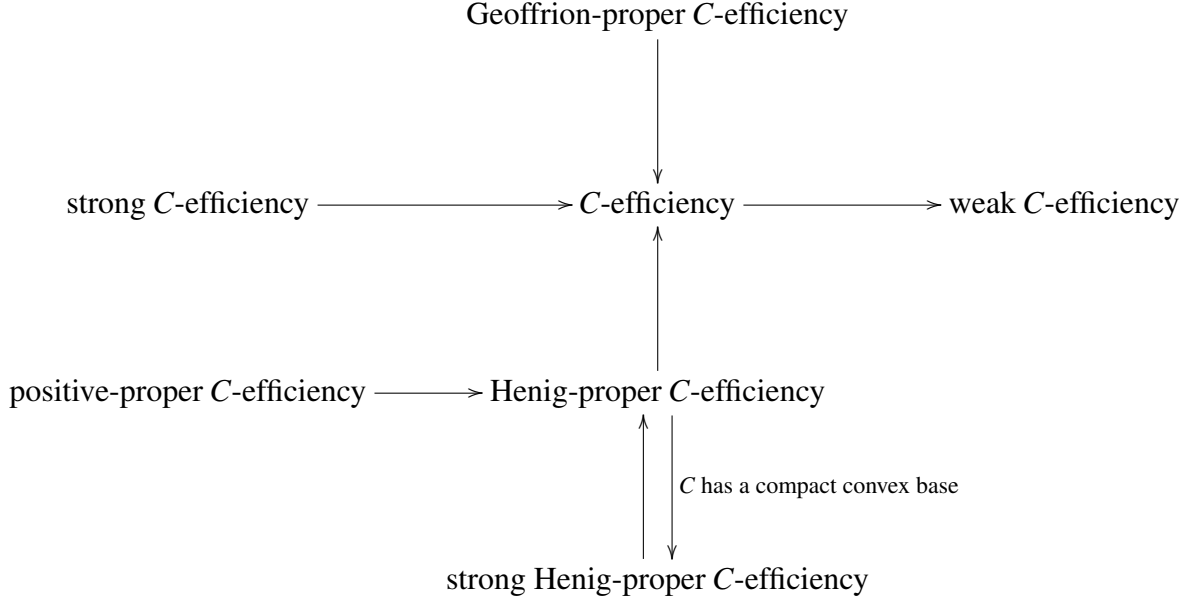 Geoffrion-proper C-efficiency
strong C-efficiency
C-efficiency
weak C-efficiency
positive-proper C-efficiency
Henig-proper C-efficiency
C has a compact convex base
strong Henig-proper C-efficiency